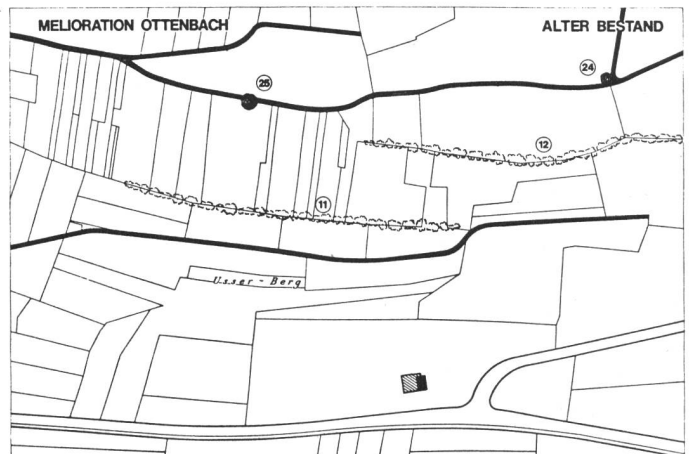 MELIORATION OTTENBACH
ALTER BESTAND
24
25
12
11
Usser - Berg